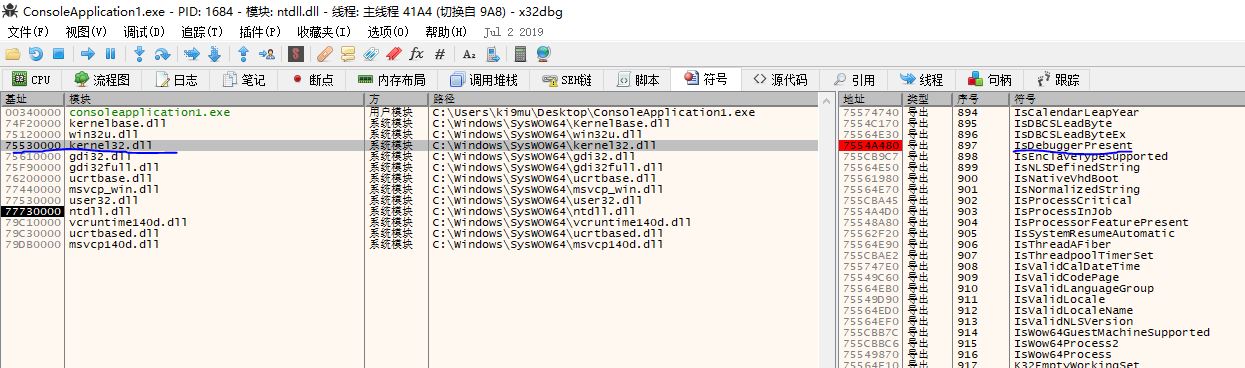 ConsoleApplication1.exe - PID: 1684 - 模块: ntdll.dll - 线程: 主线程 41A4 (切换自 9A8) - x32dbg
文件(F) 视图(V) 调试(D) 追踪(T) 插件(P) 收藏夹(I) 选项(O) 帮助(H) Jul 2 2019
CPU 流程图 日志 笔记 断点 内存布局 调用堆栈 SEH链 脚本 符号 源代码 引用 线程 句柄 跟踪
基址 模块 方 路径
00340000 consoleapplication1.exe 用户模块 C:\Users\ki9mu\Desktop\ConsoleApplication1.exe
74F20000 kernelbase.dll 系统模块 C:\Windows\SysWOW64\KernelBase.dll
75120000 win32u.dll 系统模块 C:\Windows\SysWOW64\win32u.dll
75530000 kernel32.dll 系统模块 C:\Windows\SysWOW64\kernel32.dll
75610000 gdi32.dll 系统模块 C:\Windows\SysWOW64\gdi32.dll
75F90000 gdi32full.dll 系统模块 C:\Windows\SysWOW64\gdi32full.dll
76200000 ucrtbase.dll 系统模块 C:\Windows\SysWOW64\ucrtbase.dll
77440000 msvcp_win.dll 系统模块 C:\Windows\SysWOW64\msvcp_win.dll
77530000 user32.dll 系统模块 C:\Windows\SysWOW64\user32.dll
77730000 ntdll.dll 系统模块 C:\Windows\SysWOW64\ntdll.dll
79C10000 vcruntime140d.dll 系统模块 C:\Windows\SysWOW64\vcruntime140d.dll
79C30000 ucrtbased.dll 系统模块 C:\Windows\SysWOW64\ucrtbased.dll
79DB0000 msvcp140d.dll 系统模块 C:\Windows\SysWOW64\msvcp140d.dll
地址 类型 序号 符号
75574740 导出 894 IsCalendarLeapYear
7554C170 导出 895 IsDBCSLeadByte
75564E30 导出 896 IsDBCSLeadByteEx
7554A480 导出 897 IsDebuggerPresent
755CB9C7 导出 898 IsEnclaveTypeSupported
75564E50 导出 899 IsNLSDefinedString
75561980 导出 900 IsNativeVhdBoot
75564E70 导出 901 IsNormalizedString
755CBA45 导出 902 IsProcessCritical
7554A4D0 导出 903 IsProcessInJob
75548A80 导出 904 IsProcessorFeaturePresent
75562F20 导出 905 IsSystemResumeAutomatic
75564E90 导出 906 IsThreadAFiber
755CBAE2 导出 907 IsThreadpoolTimerSet
755747E0 导出 908 IsValidCalDateTime
75549C60 导出 909 IsValidCodePage
75564EB0 导出 910 IsValidLanguageGroup
75549D90 导出 911 IsValidLocale
75564ED0 导出 912 IsValidLocaleName
75564EF0 导出 913 IsValidNLSVersion
755CBB7C 导出 914 IsWow64GuestMachineSupported
755CBBC6 导出 915 IsWow64Process2
75549870 导出 916 IsWow64Process
75564F10 导出 917 K32EmptyWorkingSet